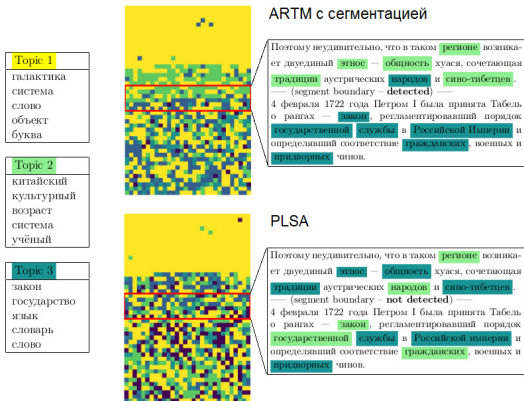 ARTM с сегментацией
Topic 1
галактика
система
слово
объект
буква
Topic 2
китайский
культурный
возраст
система
учёный
Topic 3
закон
государство
язык
словарь
слово
Поэтому неудивительно, что в таком регионе возника-
ет двуединый этнос — общность хуася, сочетающая
традиции аустрических народов и сино-тибетцев.
—— (segment boundary – detected) ——
4 февраля 1722 года Петром I была принята Табель
о рангах — закон, регламентировавший порядок
государственной службы в Российской Империи и
определявший соответствие гражданских, военных и
придворных чинов.
PLSA
Поэтому неудивительно, что в таком регионе возника-
ет двуединый этнос — общность хуася, сочетающая
традиции аустрических народов и сино-тибетцев.
—— (segment boundary – not detected) ——
4 февраля 1722 года Петром I была принята Табель
о рангах — закон, регламентировавший порядок
государственной службы в Российской империи и
определявший соответствие гражданских, военных и
придворных чинов.